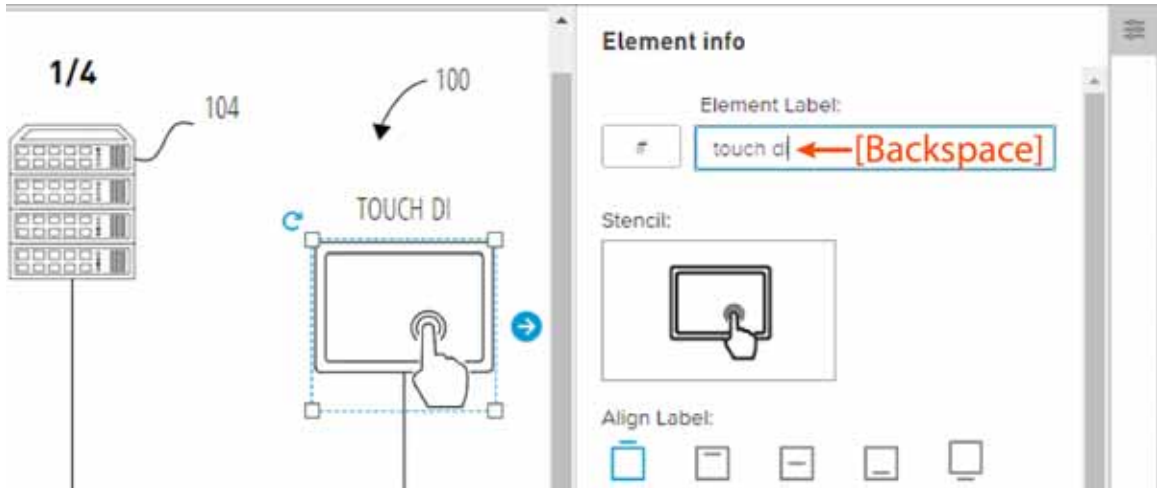 1/4
104
100
TOUCH DI
Element info
Element Label:
#
touch di
[Backspace]
Stencil:
Align Label: